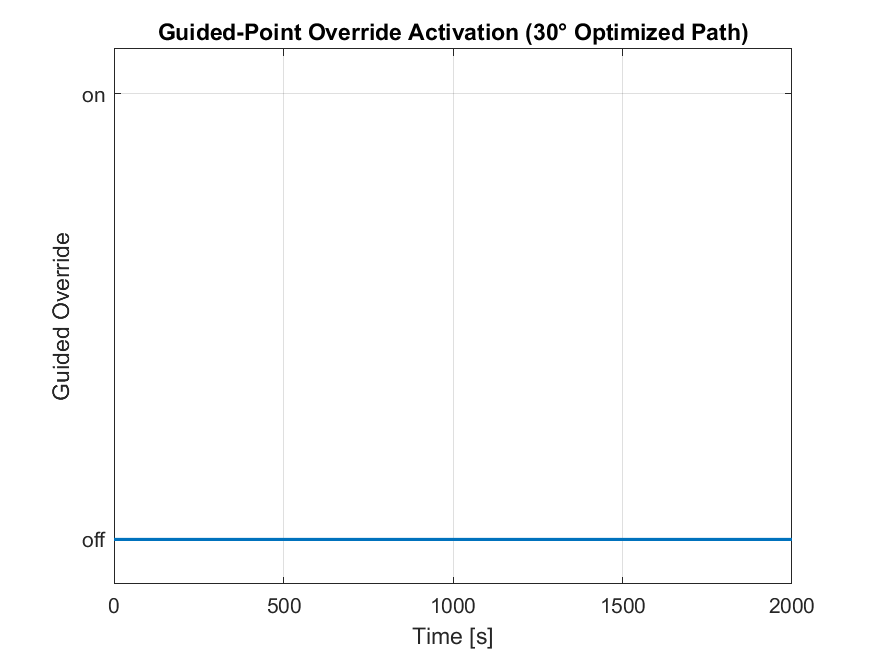 Guided-Point Override Activation (30° Optimized Path)
on
Guided Override
off
0 500 1000 1500 2000
Time [s]